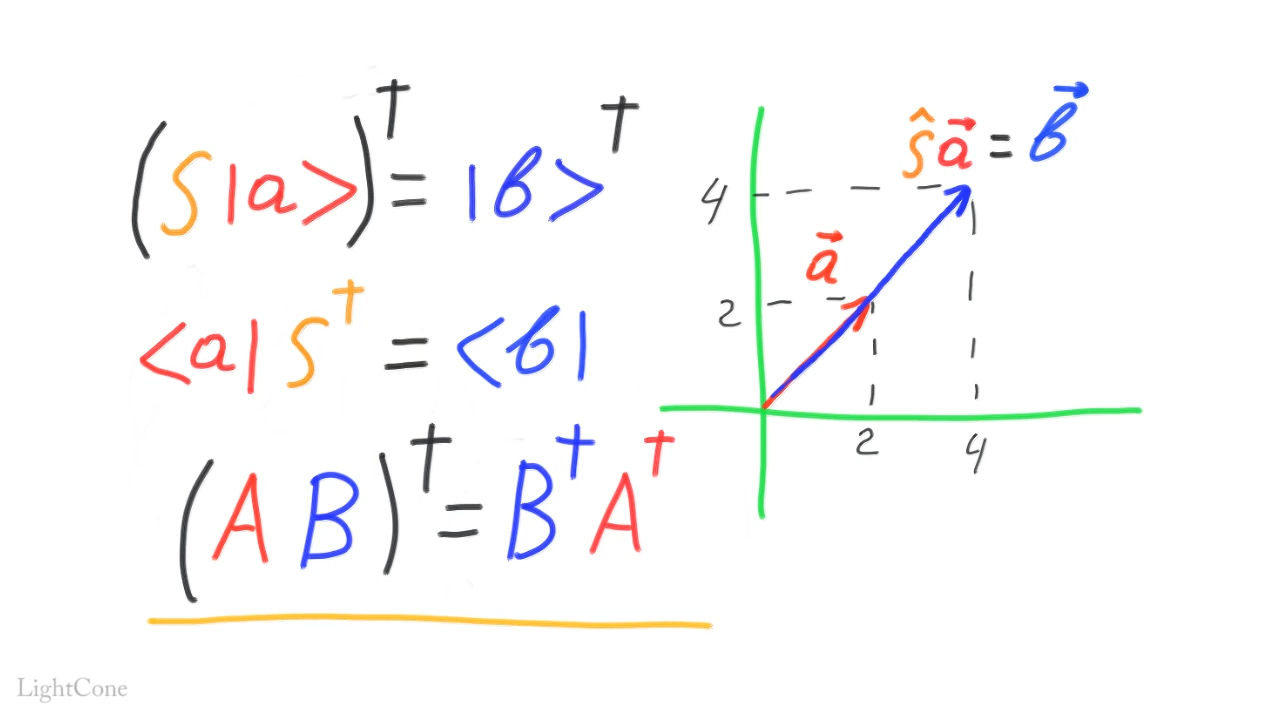 (S|a>)† = |b>†
<a|S† = <b|
(AB)† = B†A†
ŝa⃗ = b⃗
4
a⃗
2
2 4
LightCone